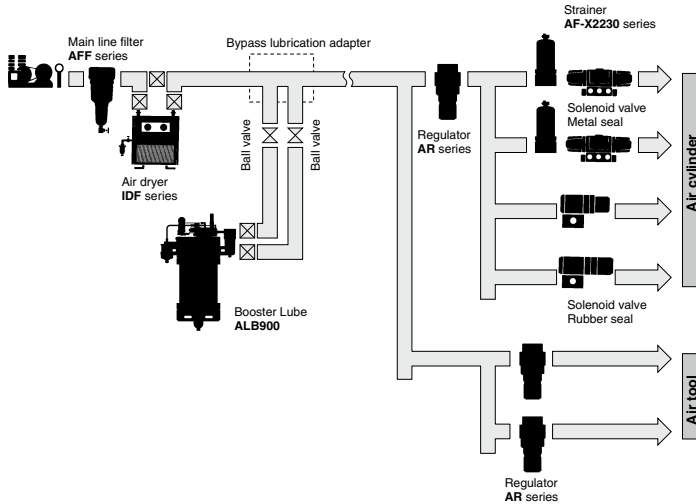 Strainer
AF-X2230 series
Main line filter
AFF series
Bypass lubrication adapter
Ball valve
Ball valve
Regulator
AR series
Solenoid valve
Metal seal
Air dryer
IDF series
Air cylinder
Booster Lube
ALB900
Solenoid valve
Rubber seal
Air tool
Regulator
AR series